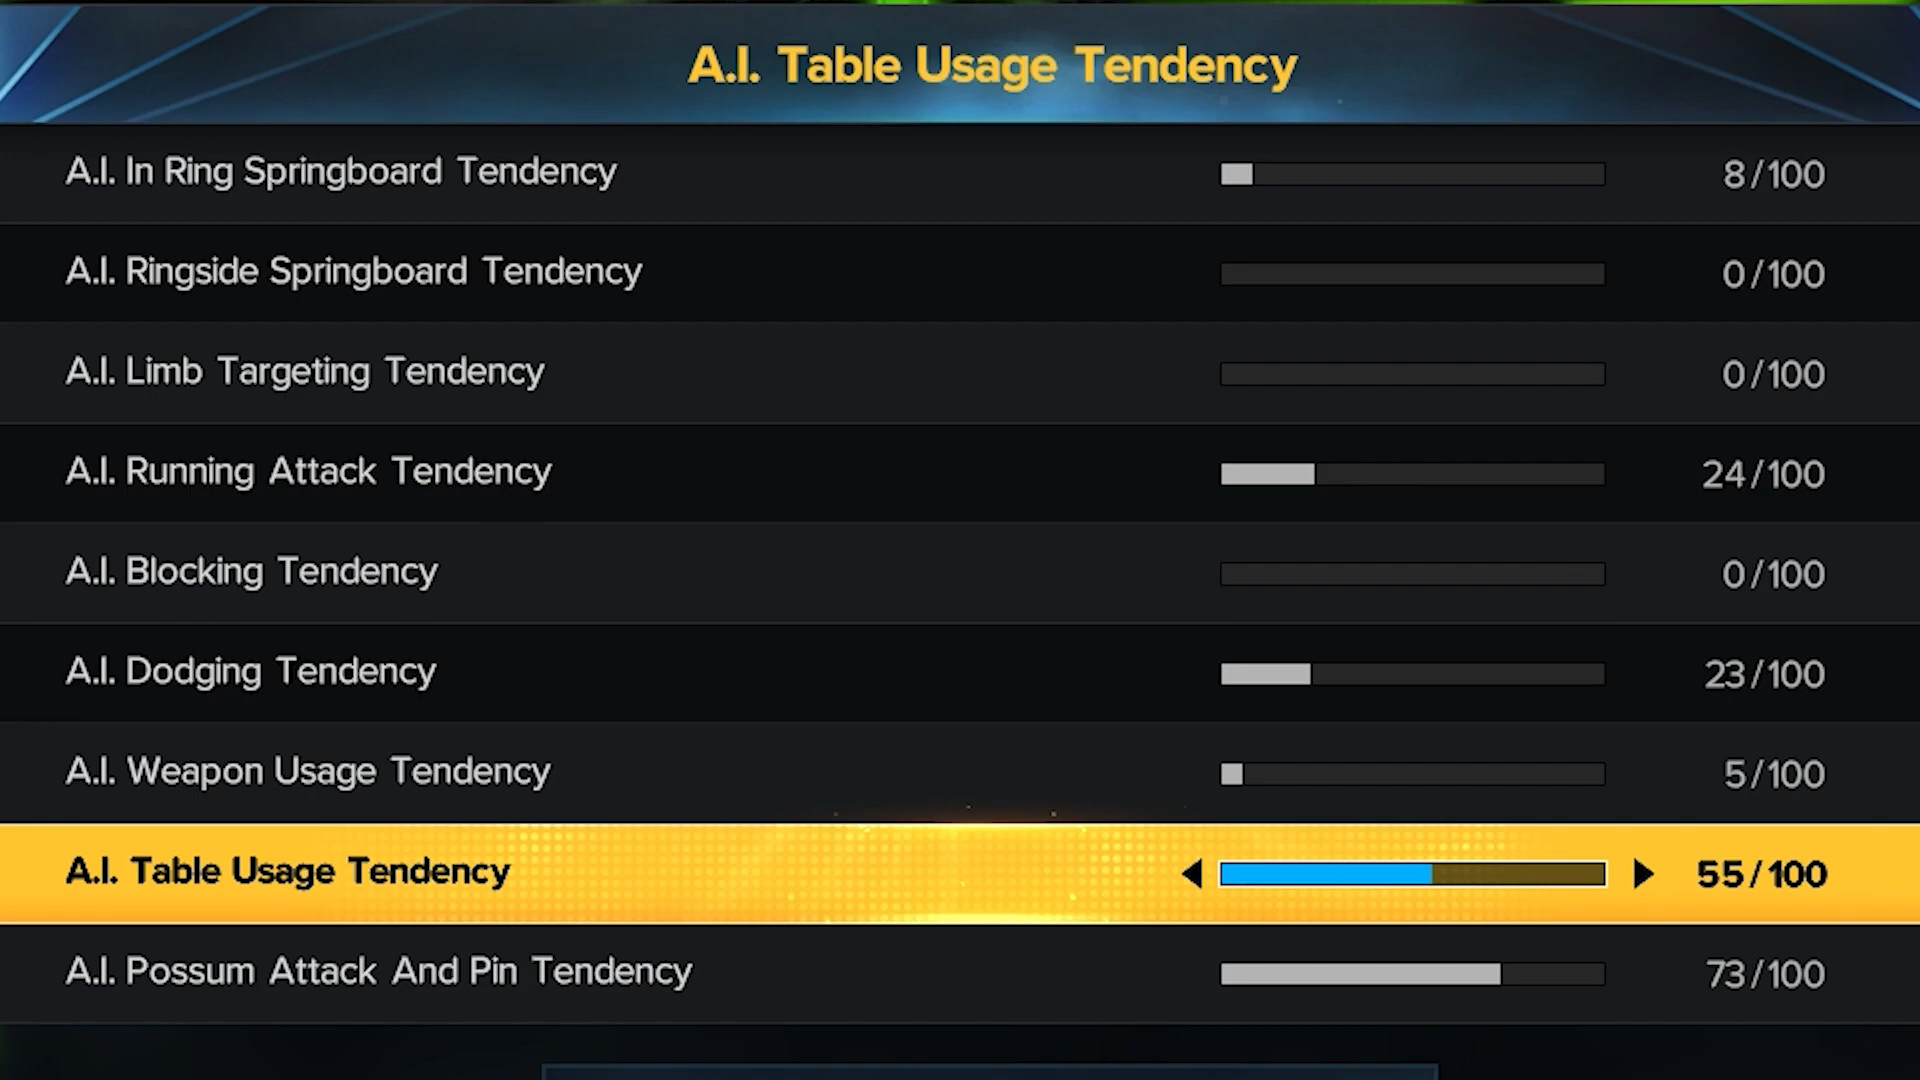 A.I. Table Usage Tendency
A.I. In Ring Springboard Tendency 8/100
A.I. Ringside Springboard Tendency 0/100
A.I. Limb Targeting Tendency 0/100
A.I. Running Attack Tendency 24/100
A.I. Blocking Tendency 0/100
A.I. Dodging Tendency 23/100
A.I. Weapon Usage Tendency 5/100
A.I. Table Usage Tendency 55/100
A.I. Possum Attack And Pin Tendency 73/100